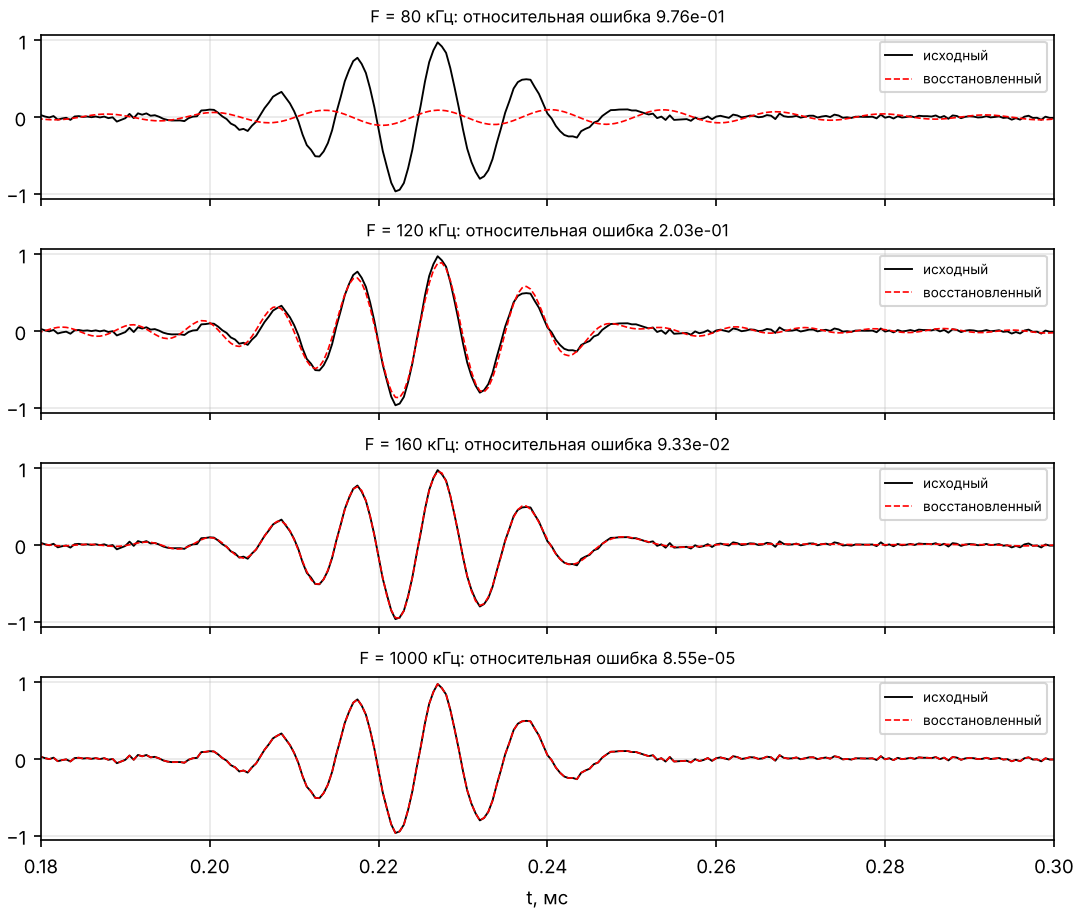 F = 80 кГц: относительная ошибка 9.76e-01
1
0
−1
исходный
восстановленный
F = 120 кГц: относительная ошибка 2.03e-01
1
0
−1
исходный
восстановленный
F = 160 кГц: относительная ошибка 9.33e-02
1
0
−1
исходный
восстановленный
F = 1000 кГц: относительная ошибка 8.55e-05
1
0
−1
исходный
восстановленный
0.18 0.20 0.22 0.24 0.26 0.28 0.30
t, мс